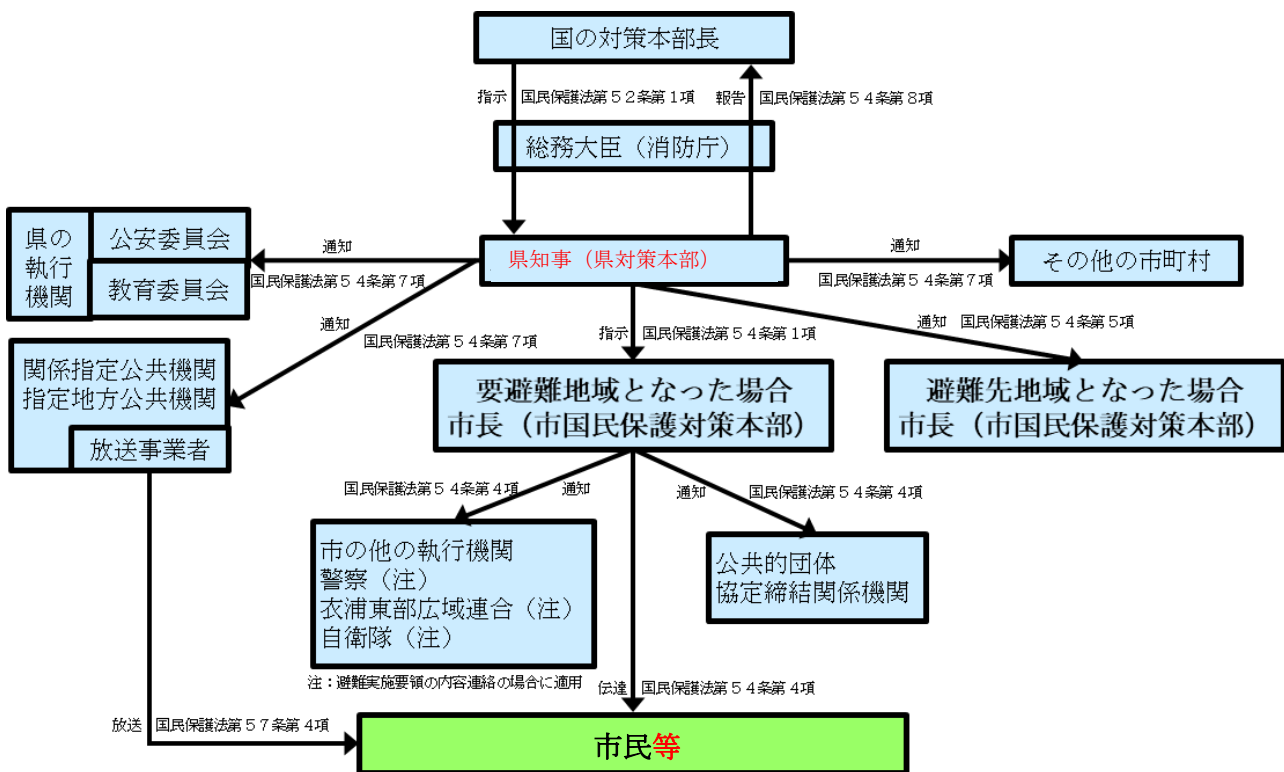 国の対策本部長
指示 国民保護法第５２条第１項
報告 国民保護法第５４条第８項
総務大臣（消防庁）
県の
執行
機関
公安委員会
教育委員会
通知
国民保護法第５４条第７項
県知事（県対策本部）
通知
国民保護法第５４条第７項
その他の市町村
通知
国民保護法第５４条第７項
指示 国民保護法第５４条第１項
通知 国民保護法第５４条第５項
関係指定公共機関
指定地方公共機関
放送事業者
要避難地域となった場合
市長（市国民保護対策本部）
避難先地域となった場合
市長（市国民保護対策本部）
国民保護法第５４条第４項 通知
通知 国民保護法第５４条第４項
市の他の執行機関
警察（注）
衣浦東部広域連合（注）
自衛隊（注）
公共的団体
協定締結関係機関
注：避難実施要領の内容連絡の場合に適用
伝達 国民保護法第５４条第４項
放送 国民保護法第５７条第４項
市民等